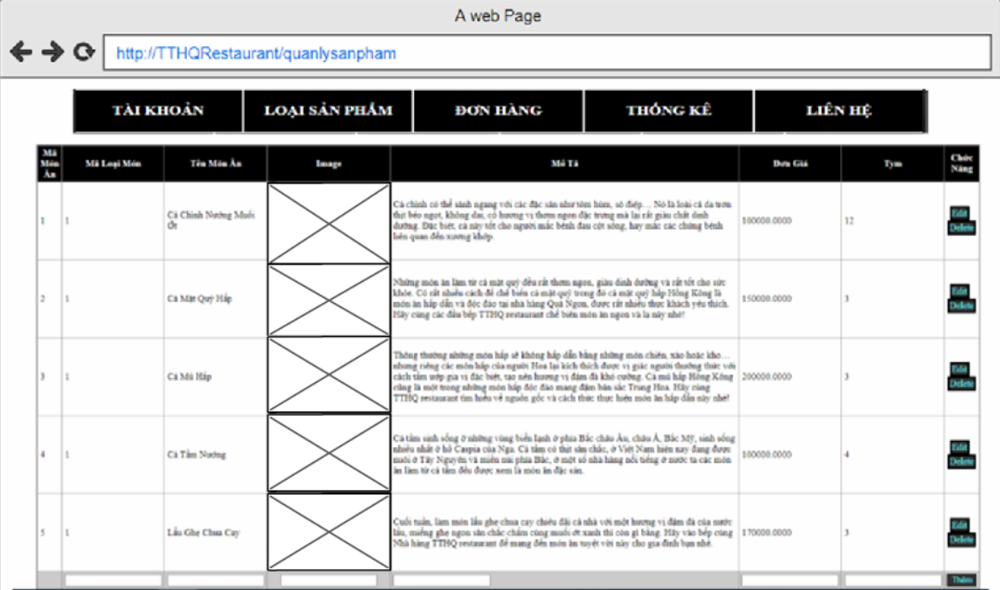 A web Page
http://TTHQRestaurant/quanlysanpham
TÀI KHOẢN LOẠI SẢN PHẨM ĐƠN HÀNG THỐNG KÊ LIÊN HỆ
Mã Món Ăn Mã Loại Món Tên Món Ăn Image Mô Tả Đơn Giá Tym Chức Năng
1 1 Cá Chình Nướng Muối Ớt
Cá chình có thể sánh ngang với các đặc sản như tôm hùm, sò điệp… Nó là loài cá da trơn
thịt béo ngọt, không dai, có hương vị thơm ngon đặc trưng mà lại rất giàu chất dinh
dưỡng. Đặc biệt, cá này tốt cho người mắc bệnh đau cột sống, hay mắc các chứng bệnh
liên quan đến xương khớp.
100000.0000 12
Edit
Delete
2 1 Cá Mặt Quỷ Hấp
Những món ăn làm từ cá mặt quỷ đều rất thơm ngon, giàu dinh dưỡng và rất tốt cho sức
khỏe. Có rất nhiều cách để chế biến cá mặt quỷ trong đó cá mặt quỷ hấp Hồng Kông là
món ăn hấp dẫn và độc đáo tại nhà hàng Quá Ngon, được rất nhiều thực khách yêu thích.
Hãy cùng các đầu bếp TTHQ restaurant chế biến món ăn ngon và lạ này nhé!
150000.0000 3
Edit
Delete
3 1 Cá Mú Hấp
Thông thường những món hấp sẽ không hấp dẫn bằng những món chiên, xào hoặc kho…
nhưng riêng các món hấp của người Hoa lại kích thích được vị giác người thưởng thức với
cách tẩm ướp gia vị đặc biệt, tạo nên hương vị đậm đà khó cưỡng. Cá mú hấp Hồng Kông
cũng là một trong những món hấp độc đáo mang đậm bản sắc Trung Hoa. Hãy cùng
TTHQ restaurant tìm hiểu về nguồn gốc và cách thức thực hiện món ăn hấp dẫn này nhé!
200000.0000 3
Edit
Delete
4 1 Cá Tầm Nướng
Cá tầm sinh sống ở những vùng biển lạnh ở phía Bắc châu Âu, châu Á, Bắc Mỹ, sinh sống
nhiều nhất ở hồ Caspia của Nga. Cá tầm có thịt săn chắc, ở Việt Nam hiện nay đang được
nuôi ở Tây Nguyên và miền núi phía Bắc, ở một số nhà hàng nổi tiếng ở nước ta các món
ăn làm từ cá tầm đều được xem là món ăn đặc sản.
100000.0000 4
Edit
Delete
5 1 Lẩu Ghẹ Chua Cay
Cuối tuần, làm món lẩu ghẹ chua cay chiêu đãi cả nhà với một hương vị đậm đà của nước
lẩu, miếng ghẹ ngon săn chắc chấm cùng muối ớt xanh thì còn gì bằng. Hãy vào bếp cùng
Nhà hàng TTHQ restaurant để mang đến món ăn tuyệt vời này cho gia đình bạn nhé.
170000.0000 3
Edit
Delete
Thêm